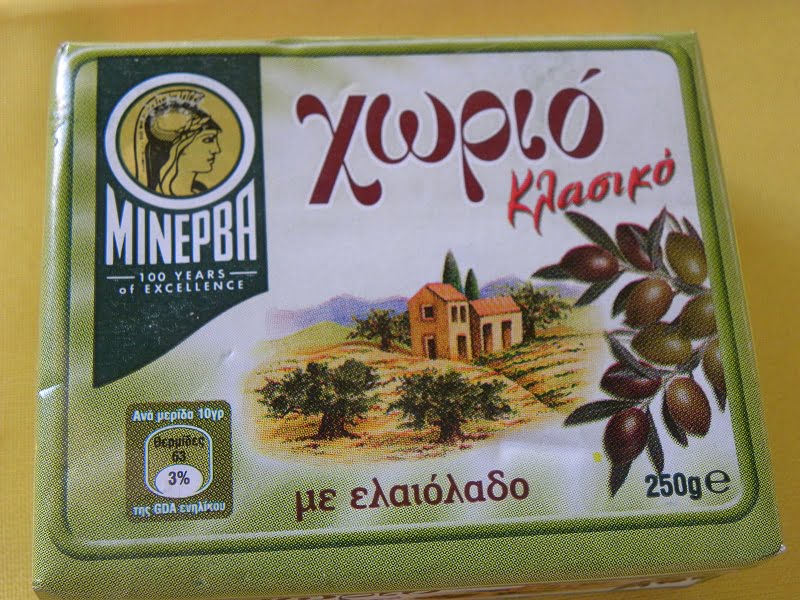 ΜΙΝΕΡΒΑ
100 YEARS
of EXCELLENCE
χωριό
Κλασικό
Ανά μερίδα 10γρ
Θερμίδες
63
3%
της GDA ενηλίκου
με ελαιόλαδο
250g e